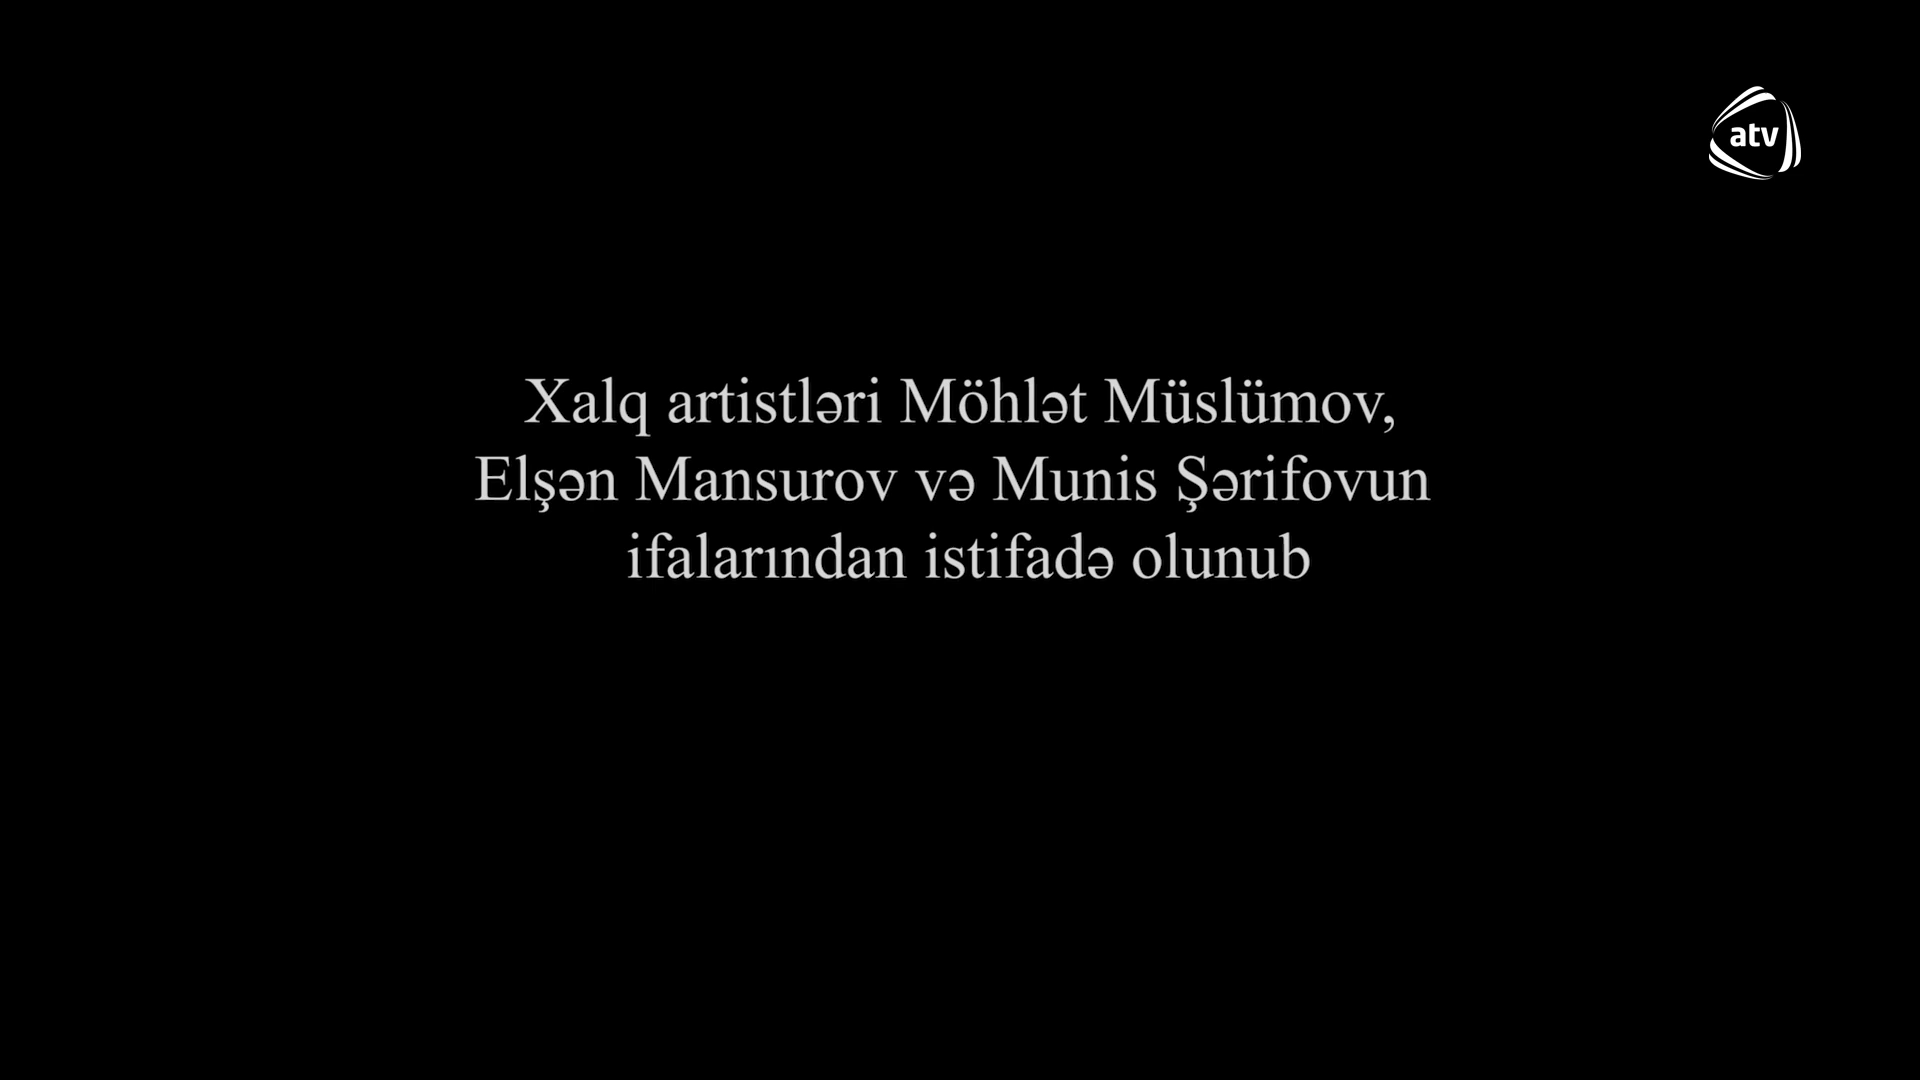 atv
Xalq artistləri Möhlət Müslümov,
Elşən Mansurov və Munis Şərifovun
ifalarından istifadə olunub